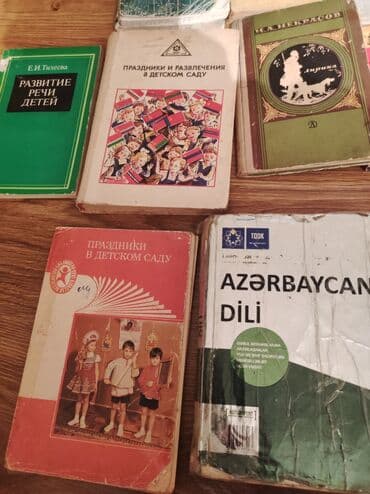 Е.И. Тихеева
РАЗВИТИЕ
РЕЧИ
ДЕТЕЙ
ПРАЗДНИКИ И РАЗВЛЕЧЕНИЯ
В ДЕТСКОМ САДУ
Н.А. НЕКРАСОВ
Лирика
ПРАЗДНИКИ
В ДЕТСКОМ САДУ
TQDK
AZƏRBAYCAN
DİLİ